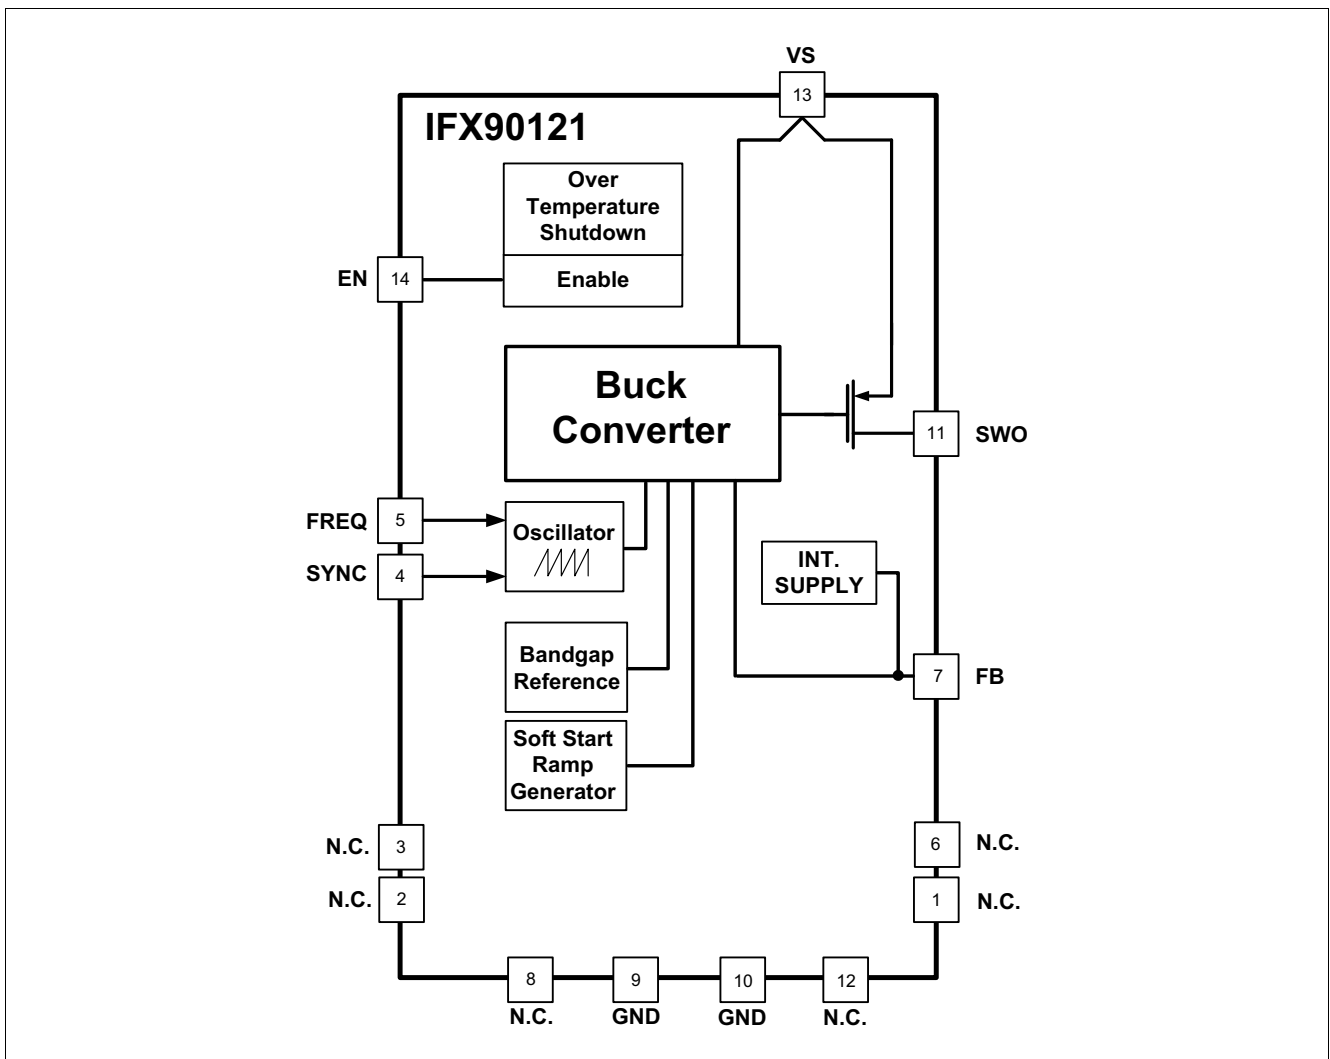 VS
13
IFX90121
Over
Temperature
Shutdown
EN
14
Enable
Buck
Converter
11
SWO
FREQ
5
Oscillator
SYNC
4
INT.
SUPPLY
Bandgap
Reference
7
FB
Soft Start
Ramp
Generator
N.C.
3
6
N.C.
N.C.
2
1
N.C.
8
9
10
12
N.C.
GND
GND
N.C.